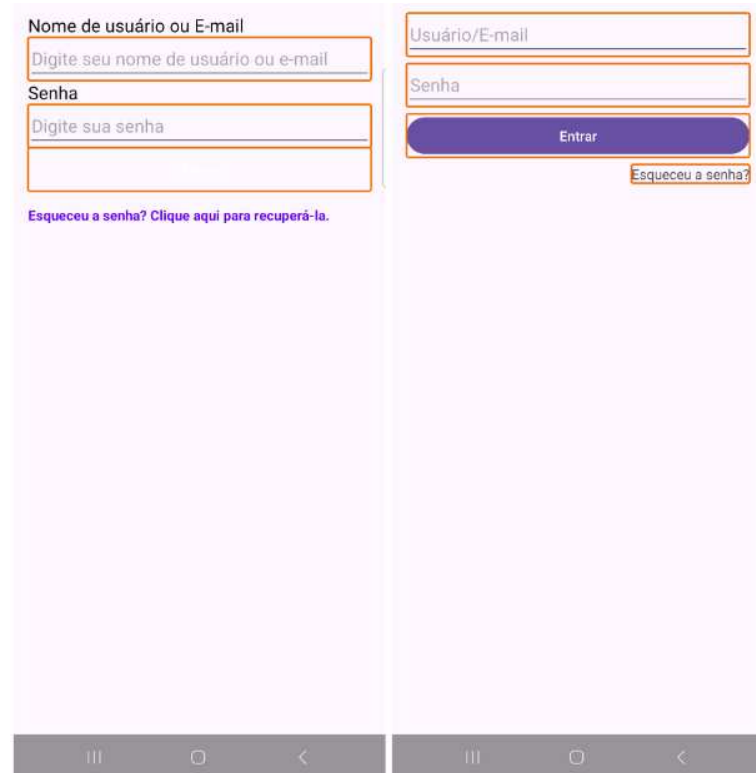 Nome de usuário ou E-mail
Digite seu nome de usuário ou e-mail
Senha
Digite sua senha
Esqueceu a senha? Clique aqui para recuperá-la.
Usuário/E-mail
Senha
Entrar
Esqueceu a senha?